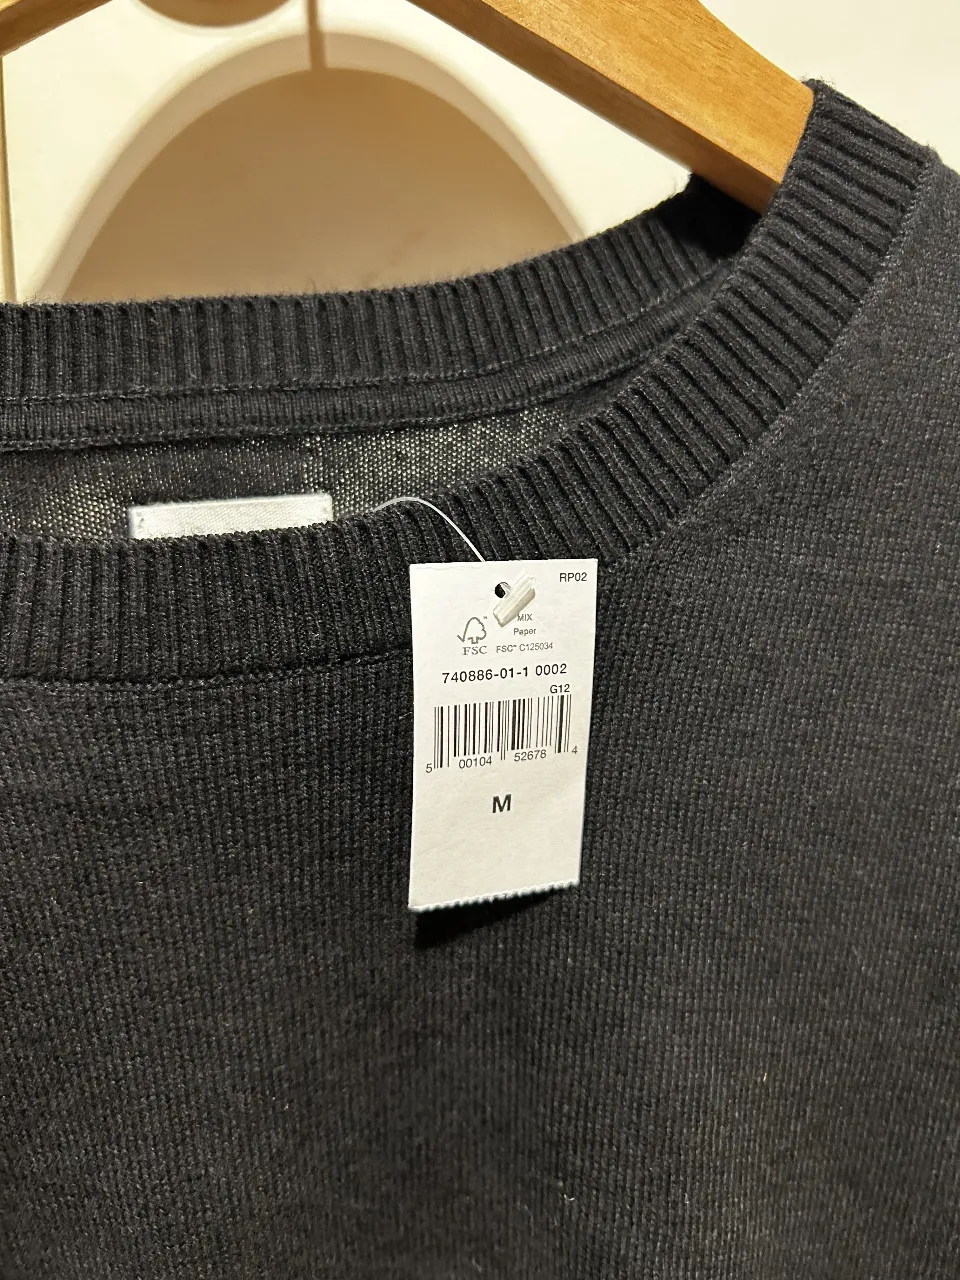 RP02
MIX
Paper
FSC™ C125034
FSC
740886-01-1 0002
G12
5 00104 52678 4
M